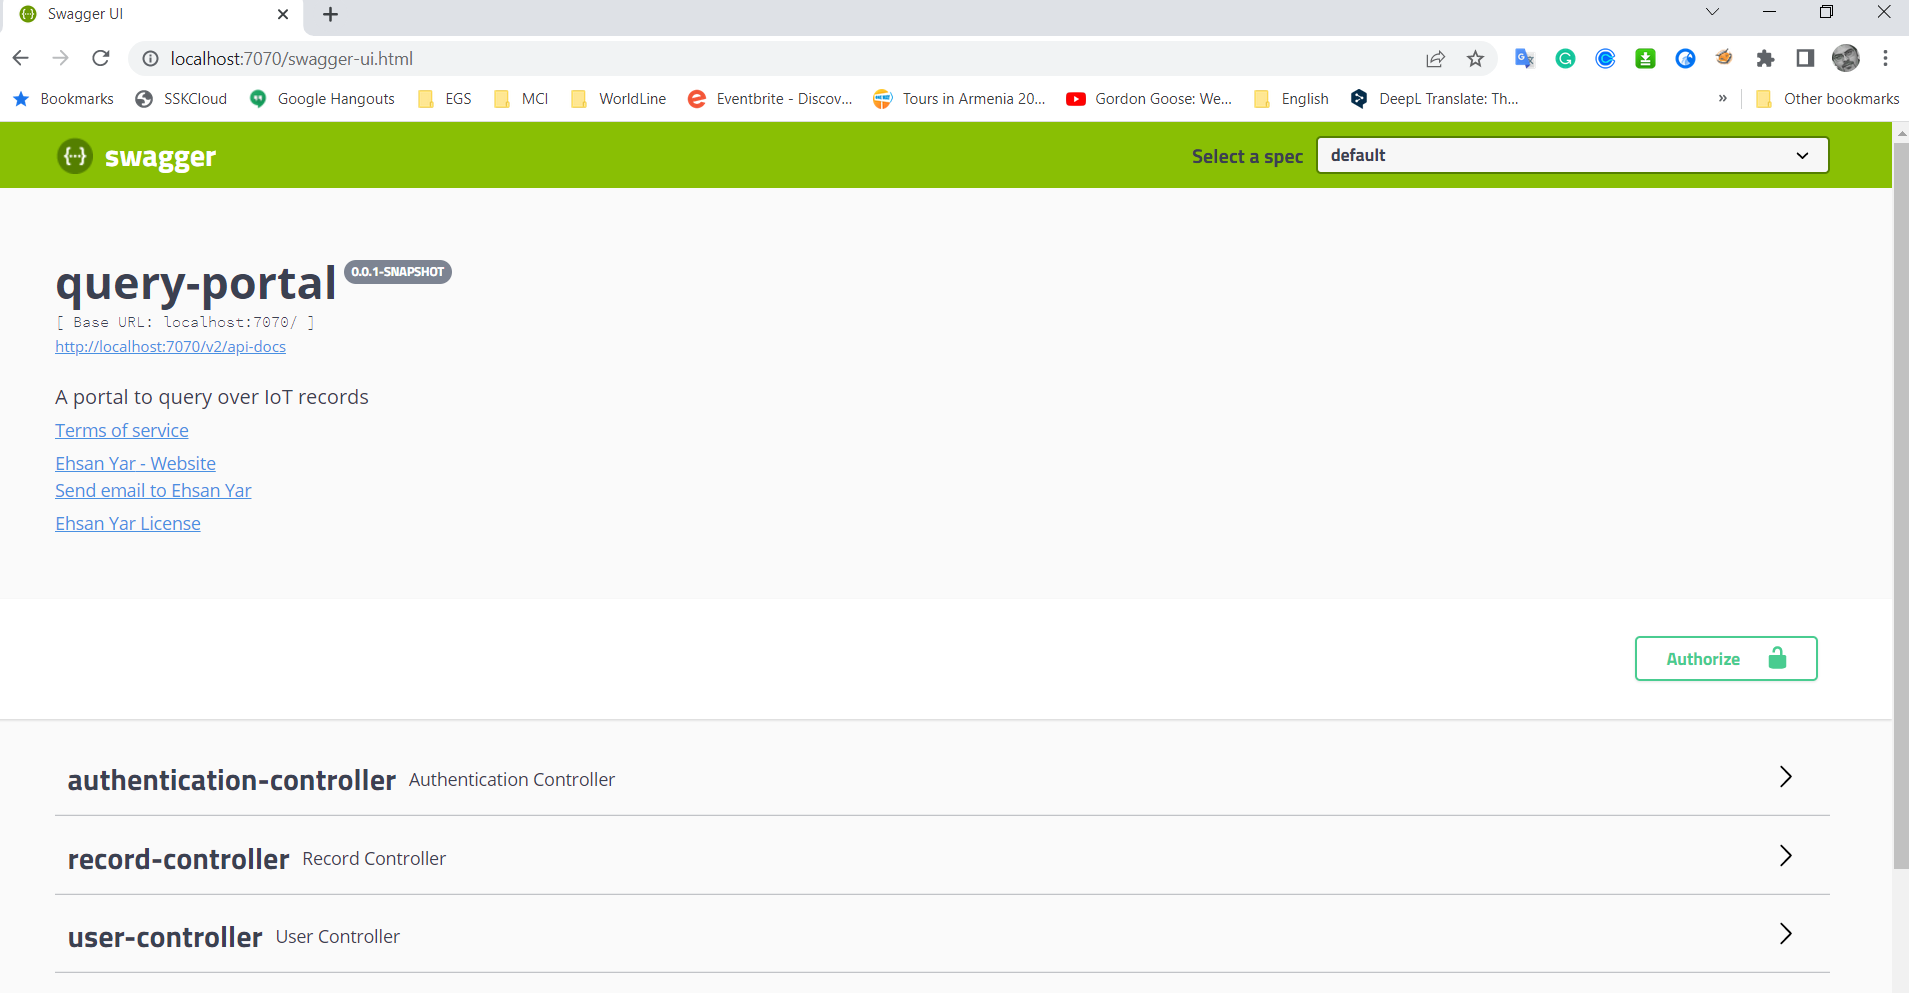 Swagger UI
localhost:7070/swagger-ui.html
Bookmarks SSKCloud Google Hangouts EGS MCI WorldLine Eventbrite - Discov... Tours in Armenia 20... Gordon Goose: We... English DeepL Translate: Th... » Other bookmarks
{···} swagger Select a spec default
query-portal 0.0.1-SNAPSHOT
[ Base URL: localhost:7070/ ]
http://localhost:7070/v2/api-docs
A portal to query over IoT records
Terms of service
Ehsan Yar - Website
Send email to Ehsan Yar
Ehsan Yar License
Authorize
authentication-controller Authentication Controller
record-controller Record Controller
user-controller User Controller